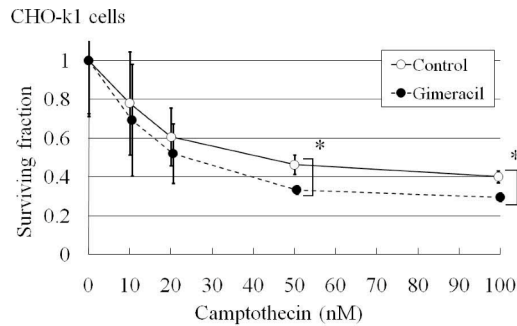 CHO-k1 cells
Control
Gimeracil
Surviving fraction
1
0.8
0.6
0.4
0.2
0
*
*
0 10 20 30 40 50 60 70 80 90 100
Camptothecin (nM)